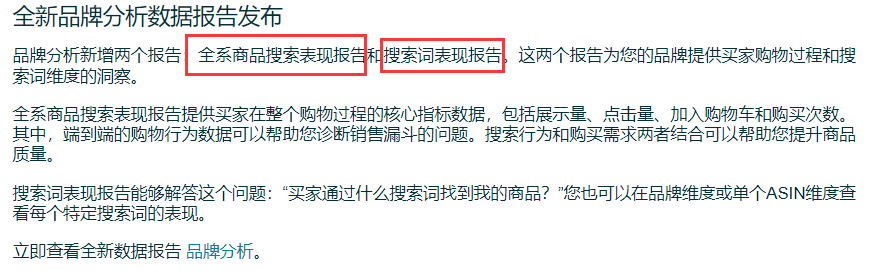 全新品牌分析数据报告发布
品牌分析新增两个报告：全系商品搜索表现报告和搜索词表现报告。这两个报告为您的品牌提供买家购物过程和搜
索词维度的洞察。
全系商品搜索表现报告提供买家在整个购物过程的核心指标数据，包括展示量、点击量、加入购物车和购买次数。
其中，端到端的购物行为数据可以帮助您诊断销售漏斗的问题。搜索行为和购买需求两者结合可以帮助您提升商品
质量。
搜索词表现报告能够解答这个问题：“买家通过什么搜索词找到我的商品？”您也可以在品牌维度或单个ASIN维度查
看每个特定搜索词的表现。
立即查看全新数据报告 品牌分析。